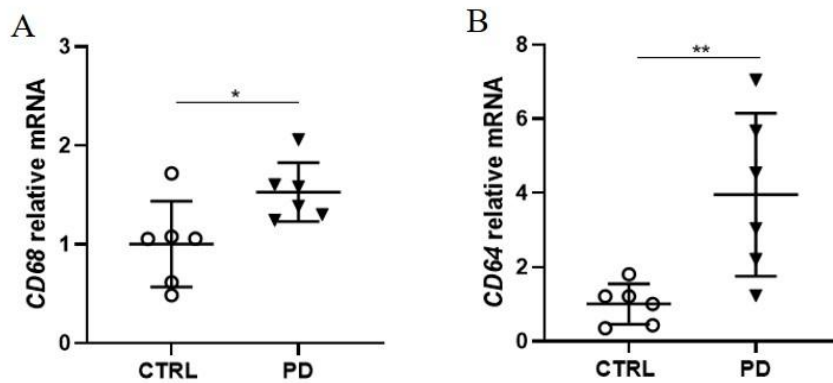 A
CD68 relative mRNA
3
2
1
0
*
CTRL PD
B
CD64 relative mRNA
8
6
4
2
0
**
CTRL PD